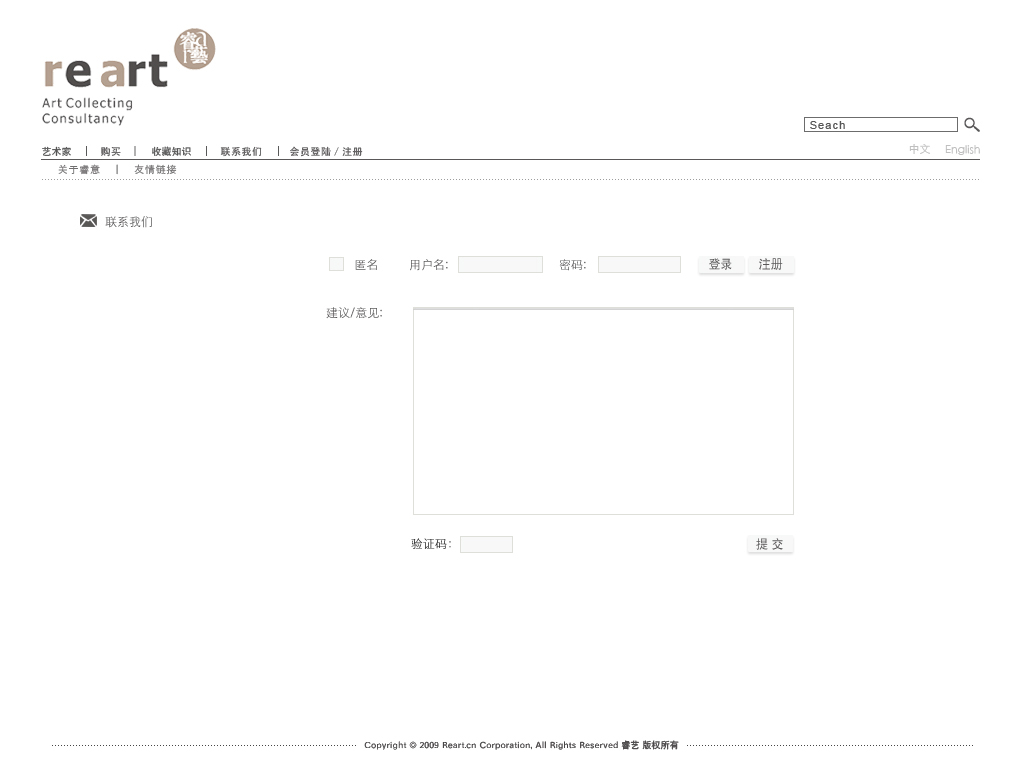 睿艺
re art
Art Collecting
Consultancy
Seach
艺术家 | 购买 | 收藏知识 | 联系我们 | 会员登陆 / 注册
中文 English
关于睿意 | 友情链接
联系我们
匿名 用户名: 密码: 登录 注册
建议/意见:
验证码: 提 交
Copyright © 2009 Reart.cn Corporation, All Rights Reserved 睿艺 版权所有